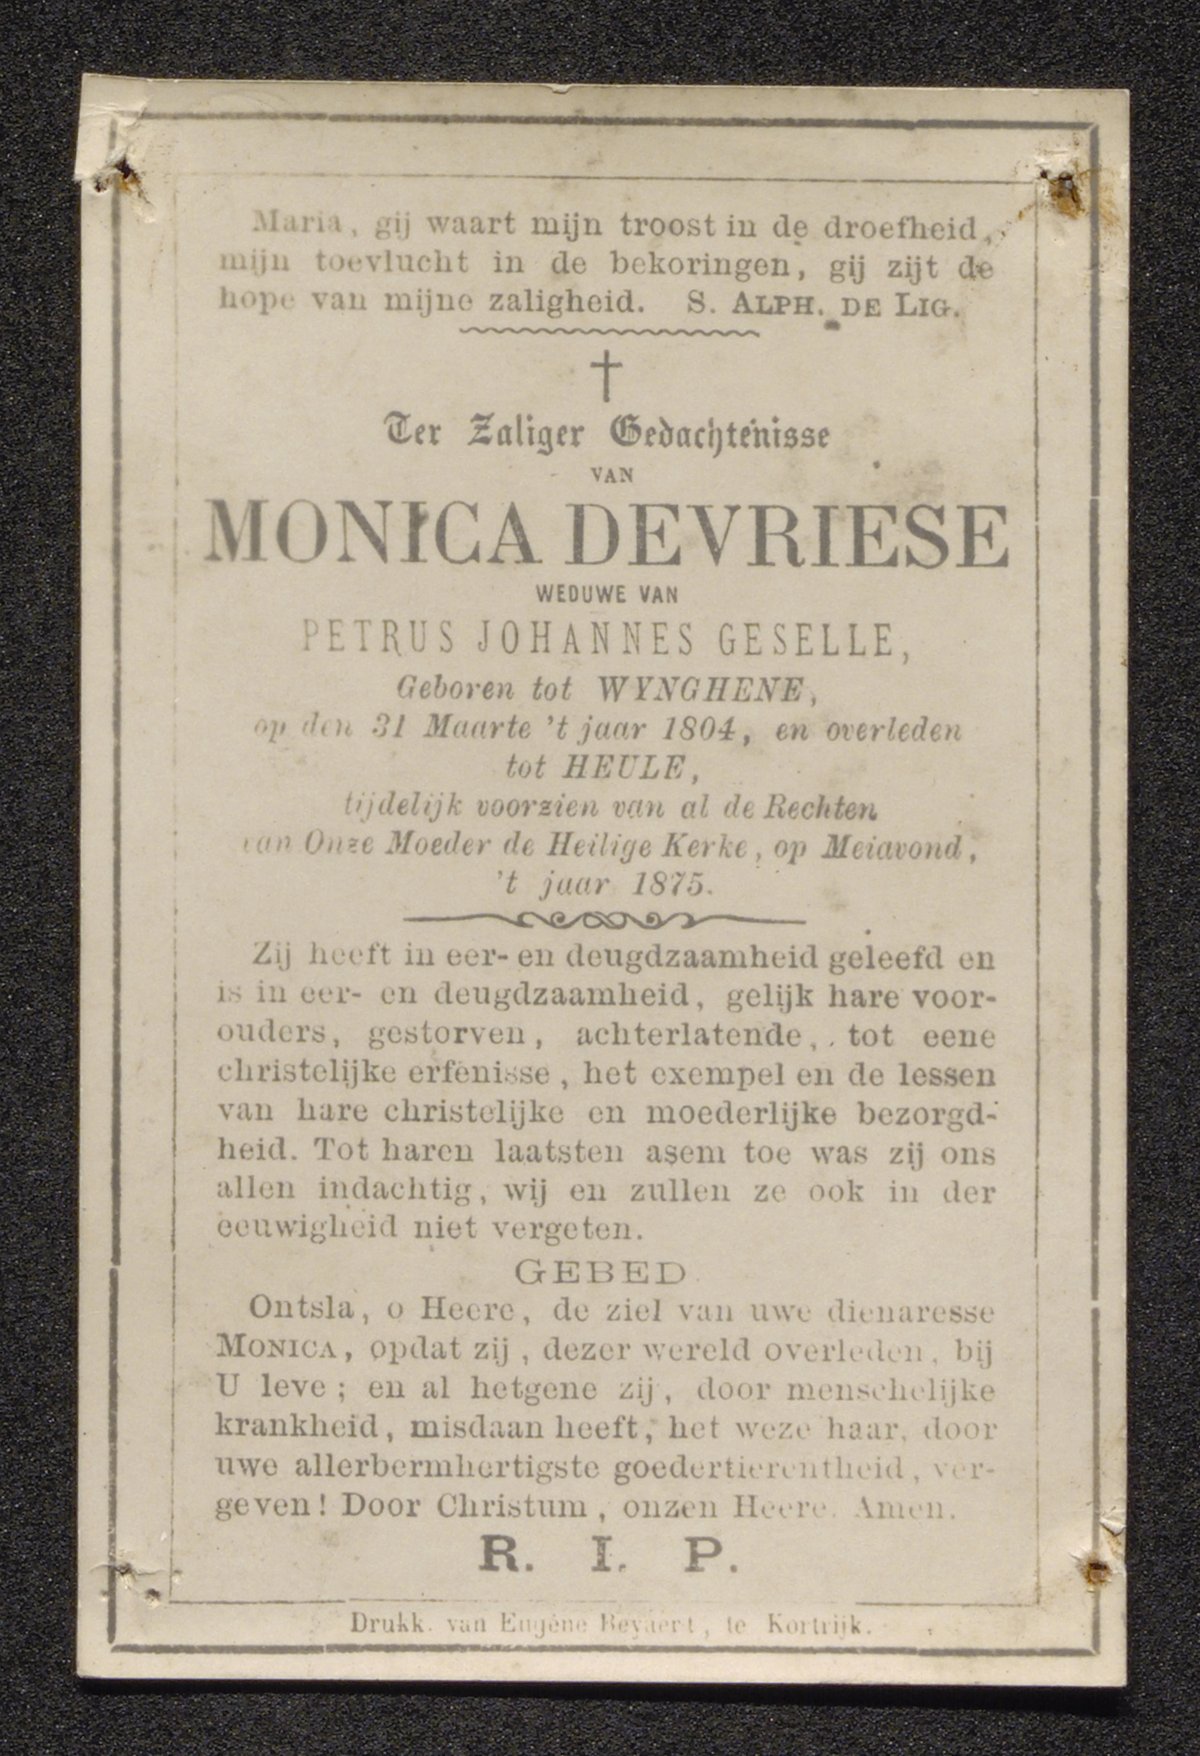 Maria, gij waart mijn troost in de droefheid,
mijn toevlucht in de bekoringen, gij zijt de
hope van mijne zaligheid. S. ALPH. DE LIG.
Ter Zaliger Gedachtenisse
VAN
MONICA DEVRIESE
WEDUWE VAN
PETRUS JOHANNES GESELLE,
Geboren tot WYNGHENE,
op den 31 Maarte 't jaar 1804, en overleden
tot HEULE,
tijdelijk voorzien van al de Rechten
van Onze Moeder de Heilige Kerke, op Meiavond,
't jaar 1875.
Zij heeft in eer- en deugdzaamheid geleefd en
is in eer- en deugdzaamheid, gelijk hare voor-
ouders, gestorven, achterlatende, tot eene
christelijke erfenisse, het exempel en de lessen
van hare christelijke en moederlijke bezorgd-
heid. Tot haren laatsten asem toe was zij ons
allen indachtig, wij en zullen ze ook in der
eeuwigheid niet vergeten.
GEBED
Ontsla, o Heere, de ziel van uwe dienaresse
MONICA, opdat zij, dezer wereld overleden, bij
U leve; en al hetgene zij, door menschelijke
krankheid, misdaan heeft, het weze haar, door
uwe allerbermhertigste goedertierentheid, ver-
geven! Door Christum, onzen Heere. Amen.
R. I. P.
Drukk. van Eugène Beyaert, te Kortrijk.